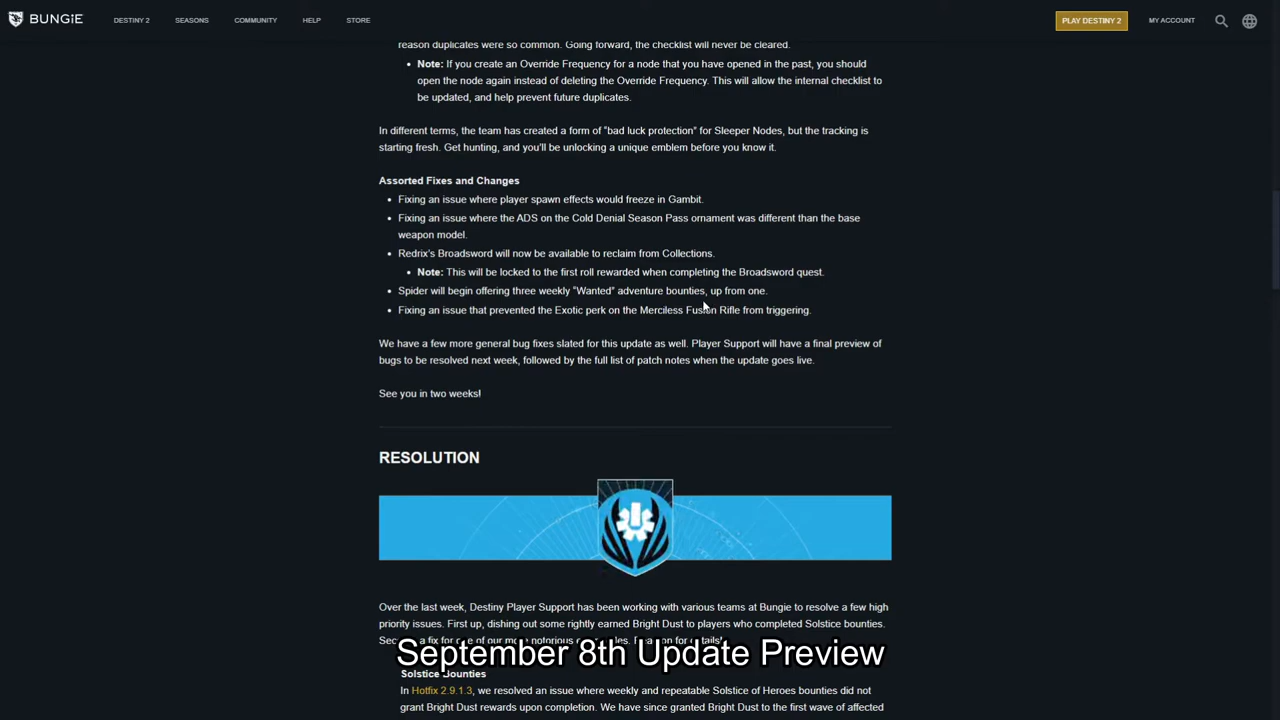 BUNGiE
DESTINY 2
SEASONS
COMMUNITY
HELP
STORE
PLAY DESTINY 2
MY ACCOUNT
reason duplicates were so common. Going forward, the checklist will never be cleared.
Note: If you create an Override Frequency for a node that you have opened in the past, you should
open the node again instead of deleting the Override Frequency. This will allow the internal checklist to
be updated, and help prevent future duplicates.
In different terms, the team has created a form of "bad luck protection" for Sleeper Nodes, but the tracking is
starting fresh. Get hunting, and you'll be unlocking a unique emblem before you know it.
Assorted Fixes and Changes
Fixing an issue where player spawn effects would freeze in Gambit.
Fixing an issue where the ADS on the Cold Denial Season Pass ornament was different than the base
weapon model.
Redrix's Broadsword will now be available to reclaim from Collections.
Note: This will be locked to the first roll rewarded when completing the Broadsword quest.
Spider will begin offering three weekly "Wanted" adventure bounties, up from one.
Fixing an issue that prevented the Exotic perk on the Merciless Fusion Rifle from triggering.
We have a few more general bug fixes slated for this update as well. Player Support will have a final preview of
bugs to be resolved next week, followed by the full list of patch notes when the update goes live.
See you in two weeks!
RESOLUTION
Over the last week, Destiny Player Support has been working with various teams at Bungie to resolve a few high
priority issues. First up, dishing out some rightly earned Bright Dust to players who completed Solstice bounties.
a fix for one of our more notorious
September 8th Update Preview
Solstice Bounties
In Hotfix 2.9.1.3, we resolved an issue where weekly and repeatable Solstice of Heroes bounties did not
grant Bright Dust rewards upon completion. We have since granted Bright Dust to the first wave of affected